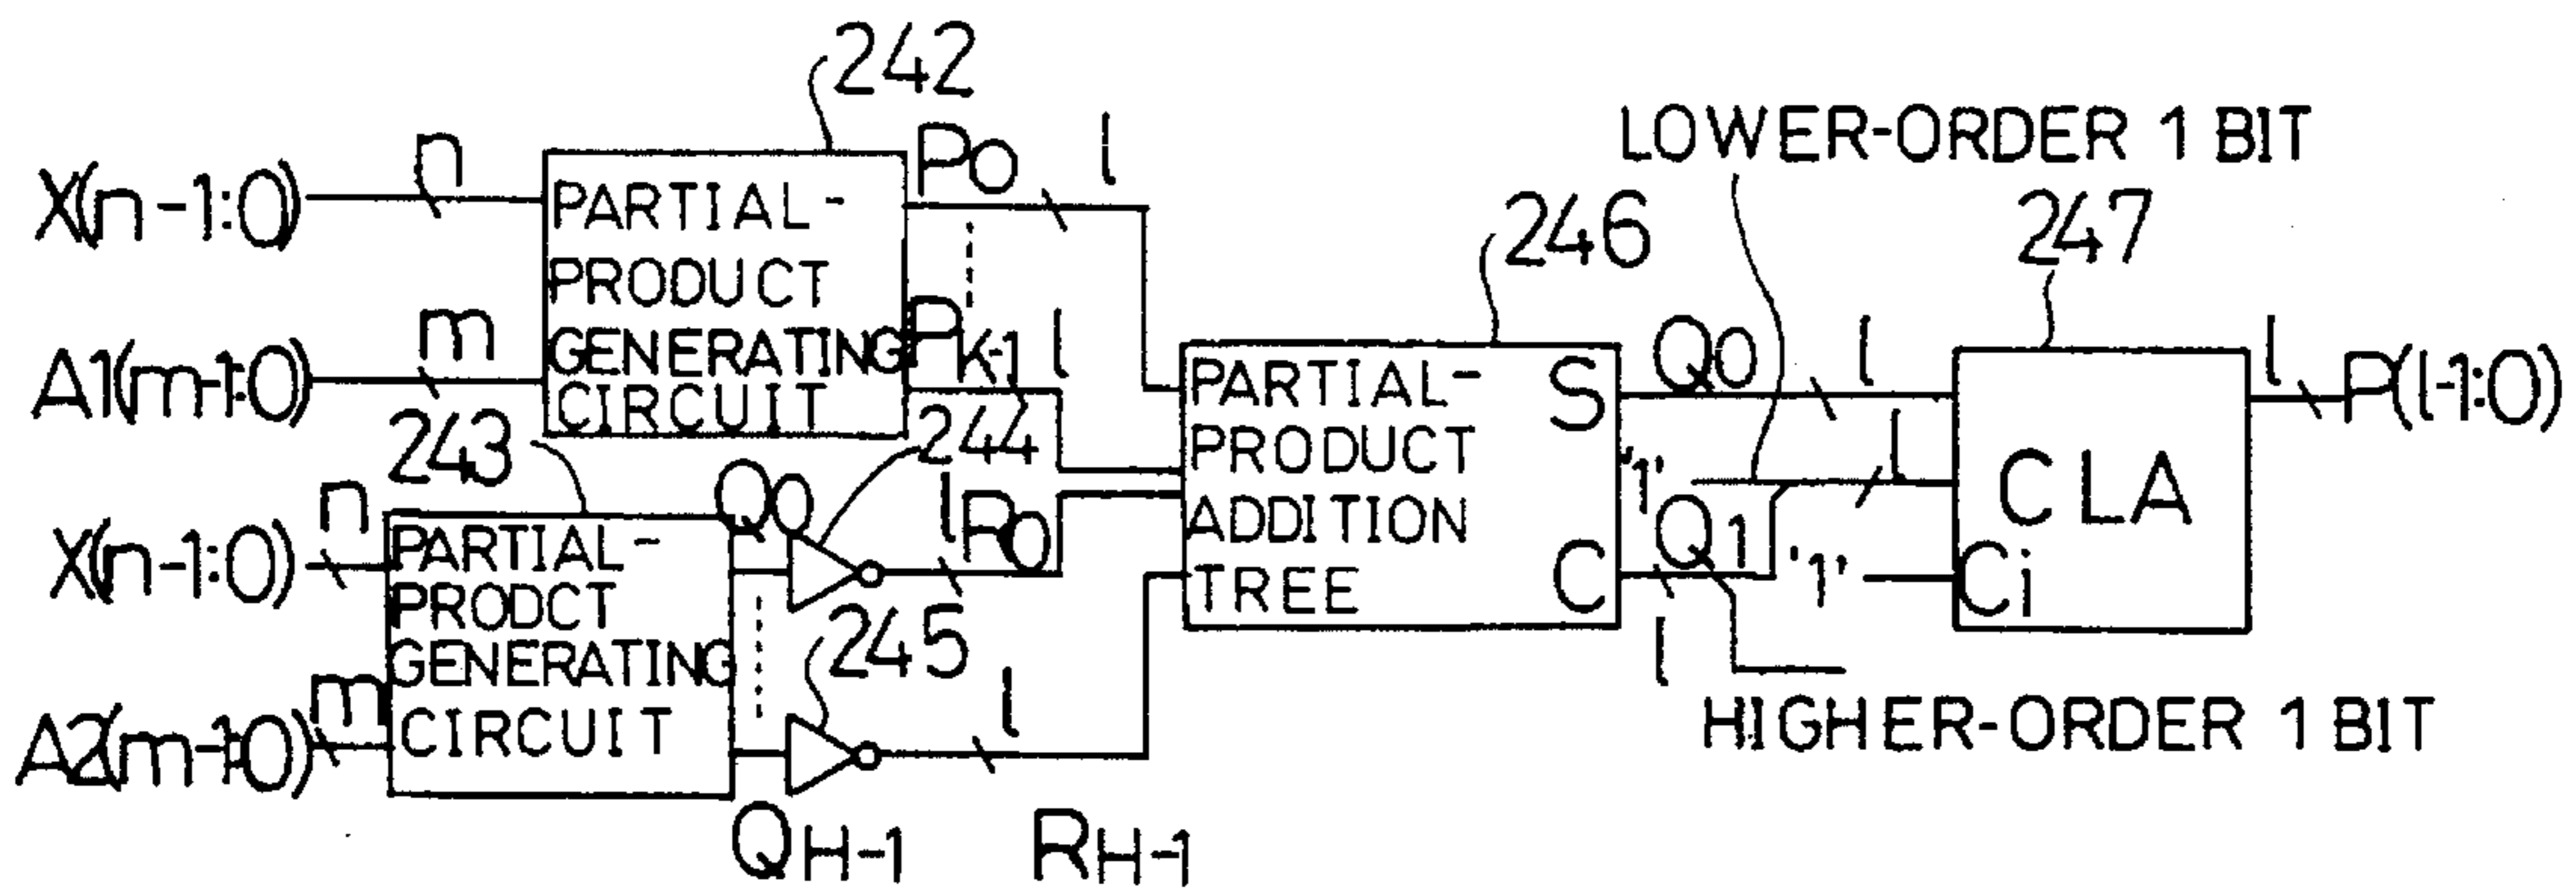 242
X(n-1:0)
n
PARTIAL-
PRODUCT
GENERATING
CIRCUIT
P0
l
A1(m-1:0)
m
PK-1
l
243
X(n-1:0)
n
PARTIAL-
PRODCT
GENERATING
CIRCUIT
A2(m-1:0)
m
Q0
244
l
R0
245
l
QH-1
RH-1
246
PARTIAL-
PRODUCT
ADDITION
TREE
S
C
LOWER-ORDER 1 BIT
Q0
l
'1'
l
Q1
l
'1'
HIGHER-ORDER 1 BIT
247
CLA
Ci
l
P(l-1:0)